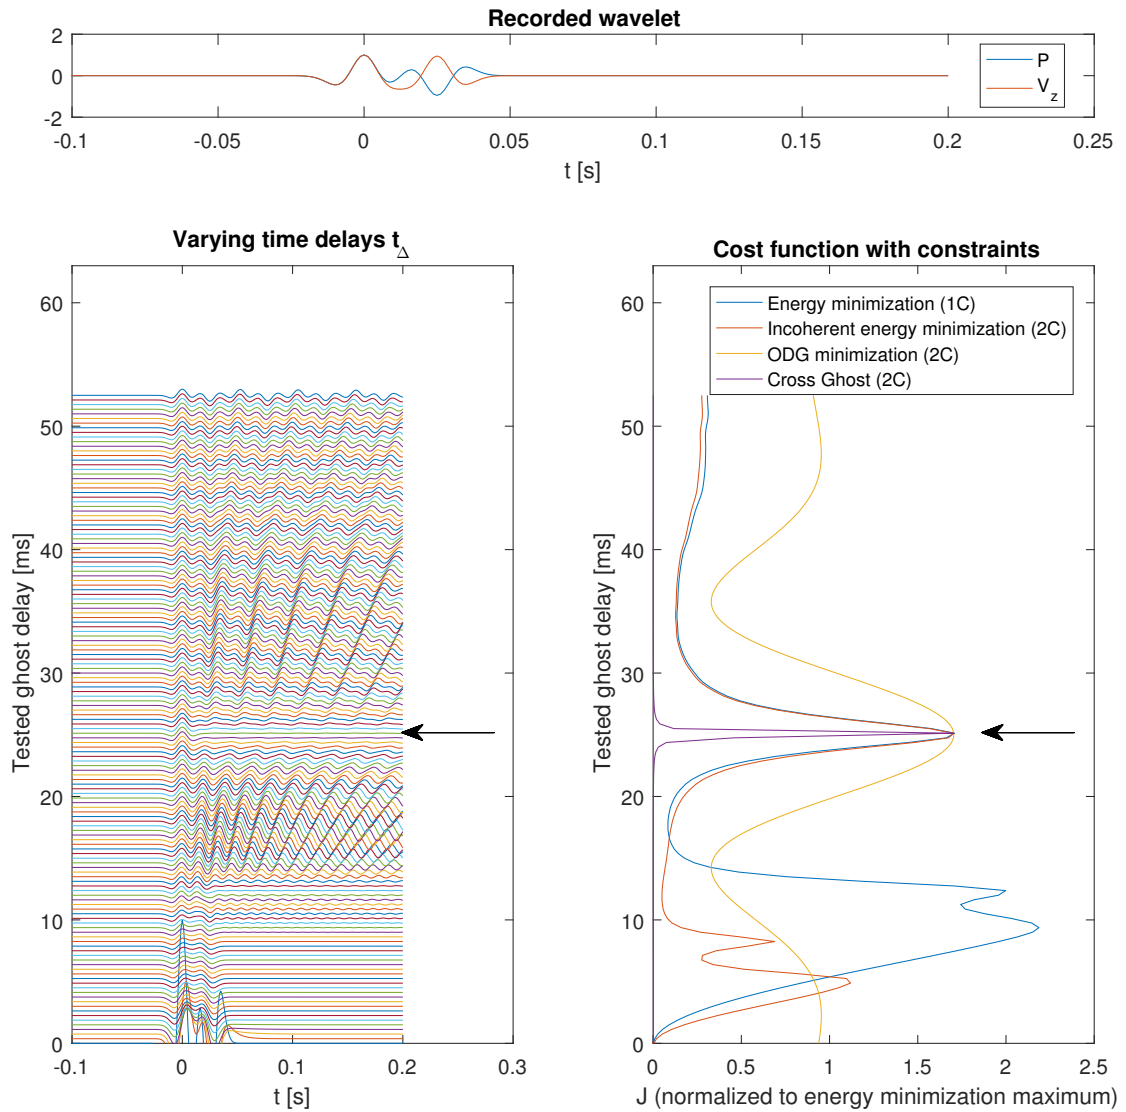 Recorded wavelet
2
0
-2
P
V_z
-0.1 -0.05 0 0.05 0.1 0.15 0.2 0.25
t [s]
Varying time delays t_Δ
60
50
40
30
20
10
0
Tested ghost delay [ms]
-0.1 0 0.1 0.2 0.3
t [s]
Cost function with constraints
Energy minimization (1C)
Incoherent energy minimization (2C)
ODG minimization (2C)
Cross Ghost (2C)
60
50
40
30
20
10
0
Tested ghost delay [ms]
0 0.5 1 1.5 2 2.5
J (normalized to energy minimization maximum)